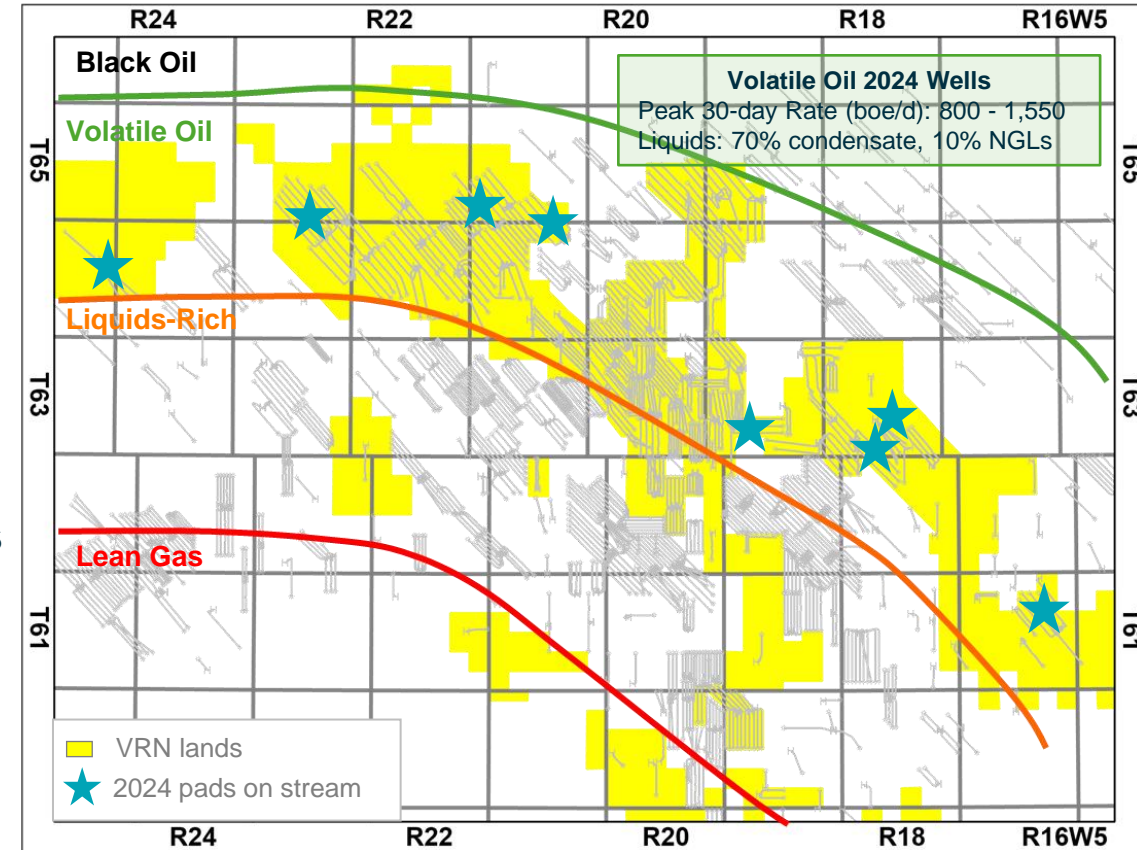 R24 R22 R20 R18 R16W5
Black Oil
Volatile Oil 2024 Wells
Peak 30-day Rate (boe/d): 800 - 1,550
Liquids: 70% condensate, 10% NGLs
Volatile Oil
T65 T65
Liquids-Rich
T63 T63
Lean Gas
T61 T61
VRN lands
2024 pads on stream
R24 R22 R20 R18 R16W5